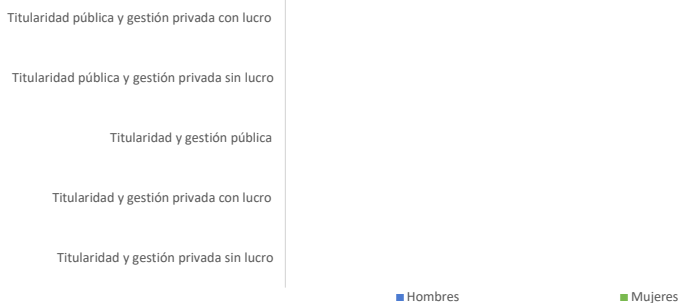 Titularidad pública y gestión privada con lucro
Titularidad pública y gestión privada sin lucro
Titularidad y gestión pública
Titularidad y gestión privada con lucro
Titularidad y gestión privada sin lucro
Hombres
Mujeres